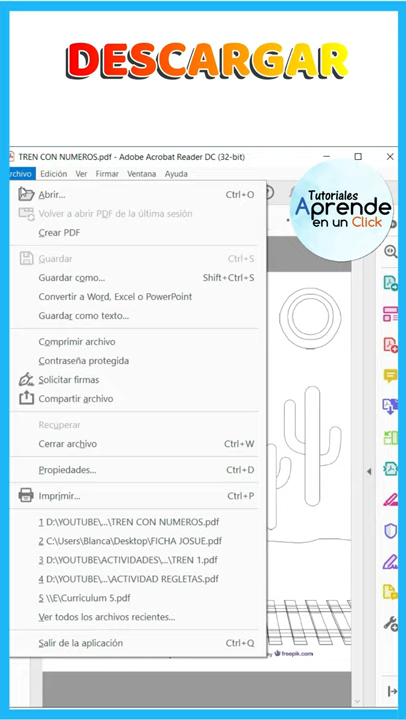 DESCARGAR
TREN CON NUMEROS.pdf - Adobe Acrobat Reader DC (32-bit)
Archivo Edición Ver Firmar Ventana Ayuda
Tutoriales
Aprende
en un Click
Abrir... Ctrl+O
Volver a abrir PDF de la última sesión
Crear PDF
Guardar Ctrl+S
Guardar como... Shift+Ctrl+S
Convertir a Word, Excel o PowerPoint
Guardar como texto...
Comprimir archivo
Contraseña protegida
Solicitar firmas
Compartir archivo
Recuperar
Cerrar archivo Ctrl+W
Propiedades... Ctrl+D
Imprimir... Ctrl+P
1 D:\YOUTUBE\...\TREN CON NUMEROS.pdf
2 C:\Users\Blanca\Desktop\FICHA JOSUE.pdf
3 D:\YOUTUBE\ACTIVIDADES\...\TREN 1.pdf
4 D:\YOUTUBE\...\ACTIVIDAD REGLETAS.pdf
5 \\E\Curriculum 5.pdf
Ver todos los archivos recientes...
Salir de la aplicación Ctrl+Q
by freepik.com